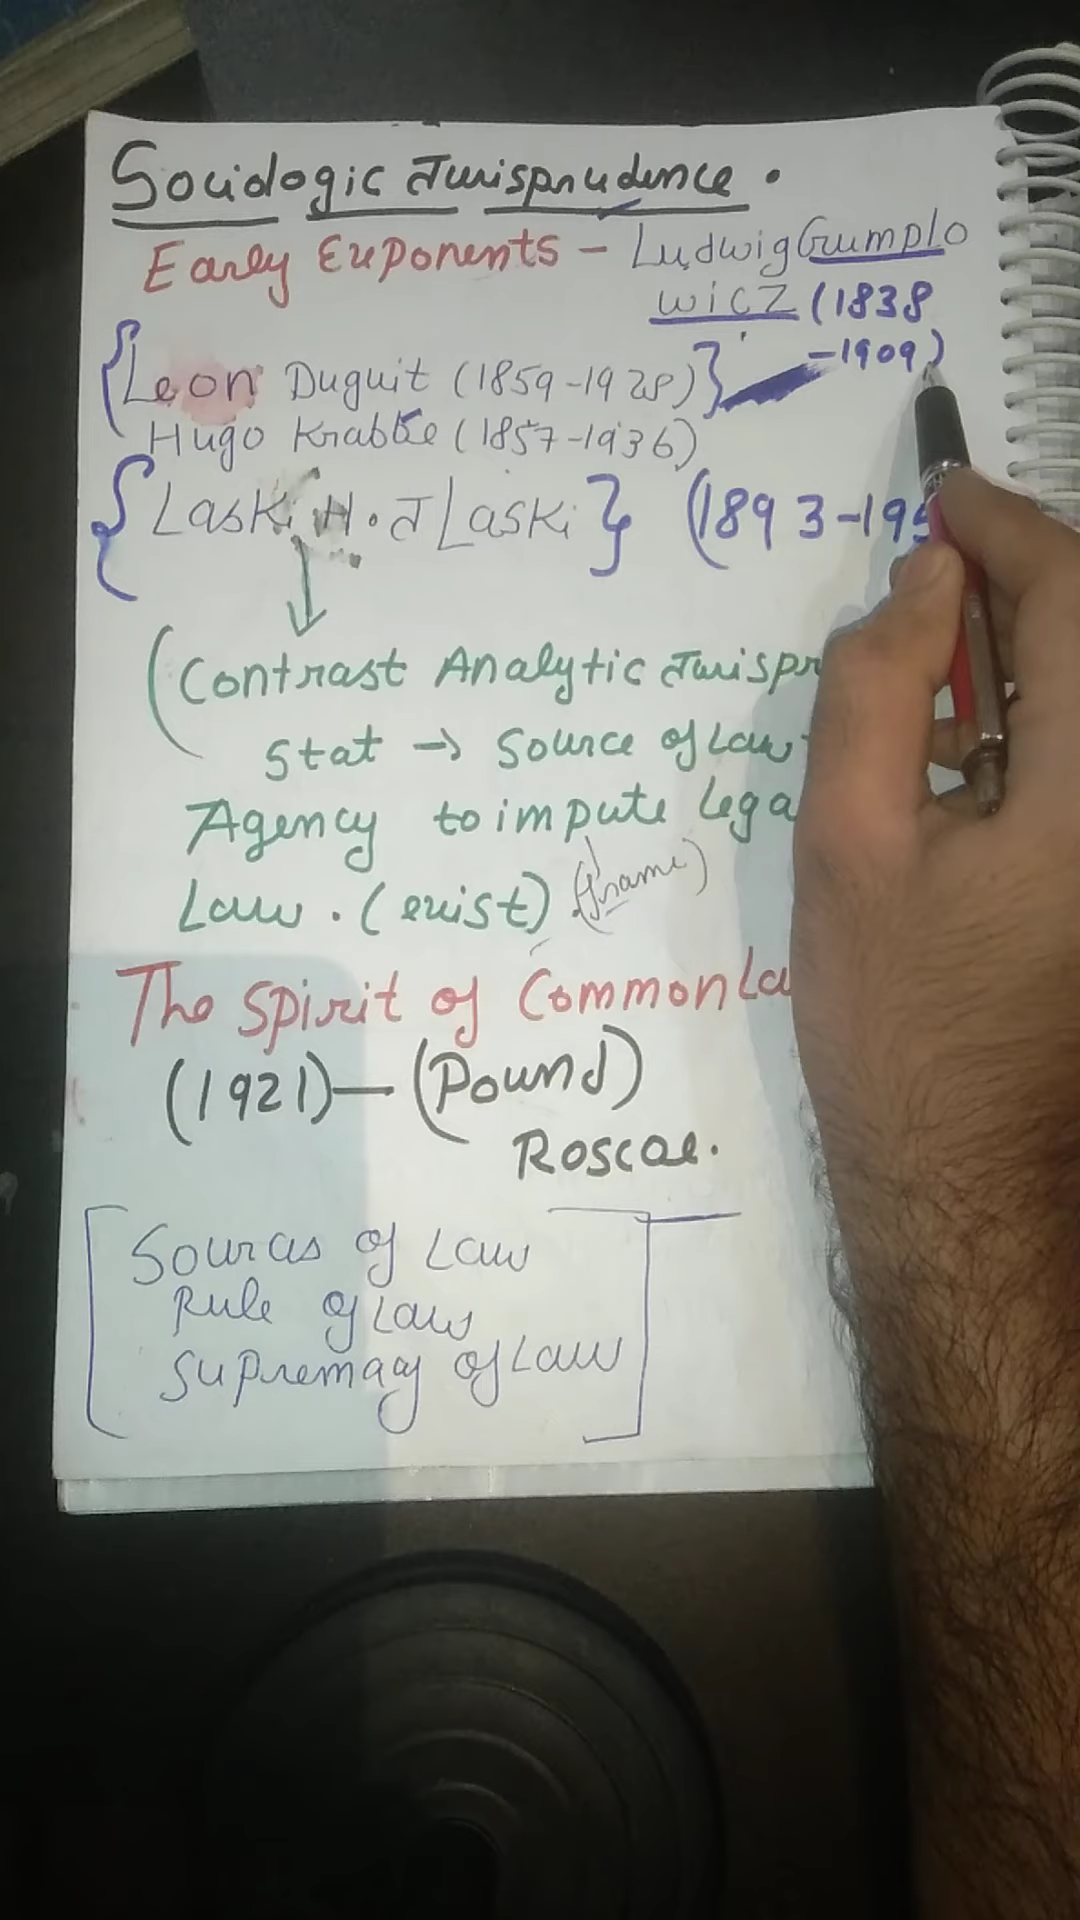 Sociologic Jurisprudence.
Early Exponents - Ludwig Gumplo
wicz (1838
-1909)
{Leon Duguit (1859-1928)}
Hugo Krabbe (1857-1936)
{Laski H. J Laski} (1893-195
(Contrast Analytic Jurispr
Stat → Source of Law
Agency to impute Lega
Law. (exist). (frame)
The Spirit of Common La
(1921) - (Pound)
Roscoe.
[Sources of Law
Rule of Law
Supremacy of Law]